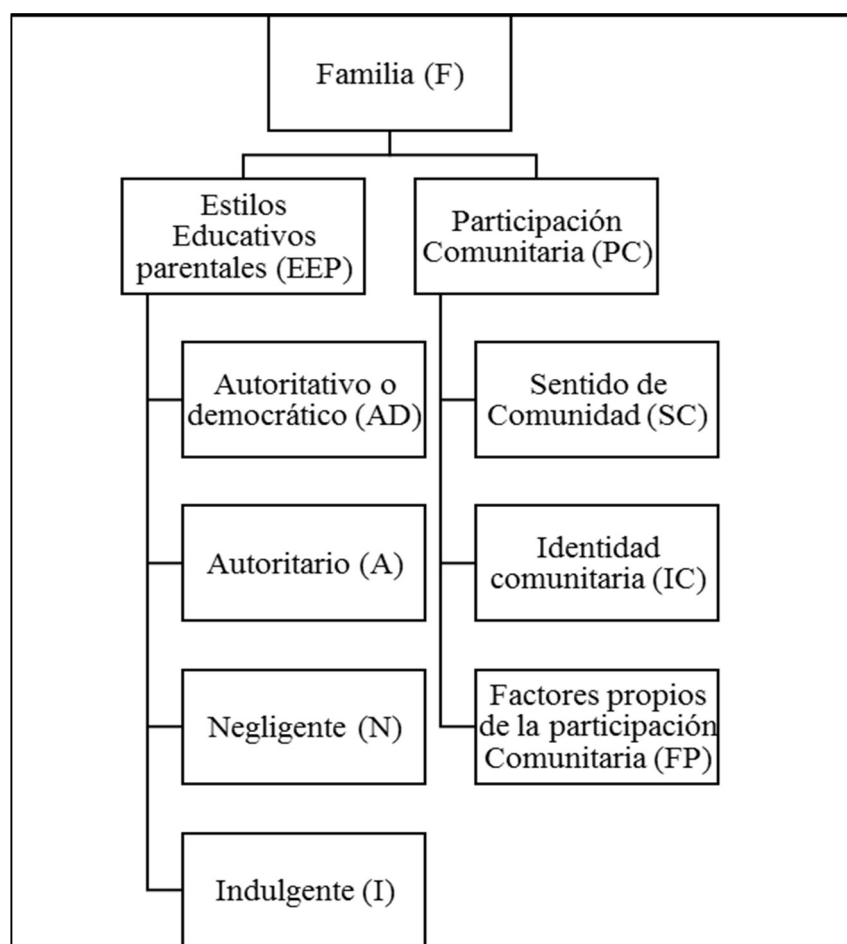 Familia (F)
Estilos
Educativos
parentales (EEP)
Participación
Comunitaria (PC)
Autoritativo o
democrático (AD)
Sentido de
Comunidad (SC)
Autoritario (A)
Identidad
comunitaria (IC)
Negligente (N)
Factores propios
de la participación
Comunitaria (FP)
Indulgente (I)